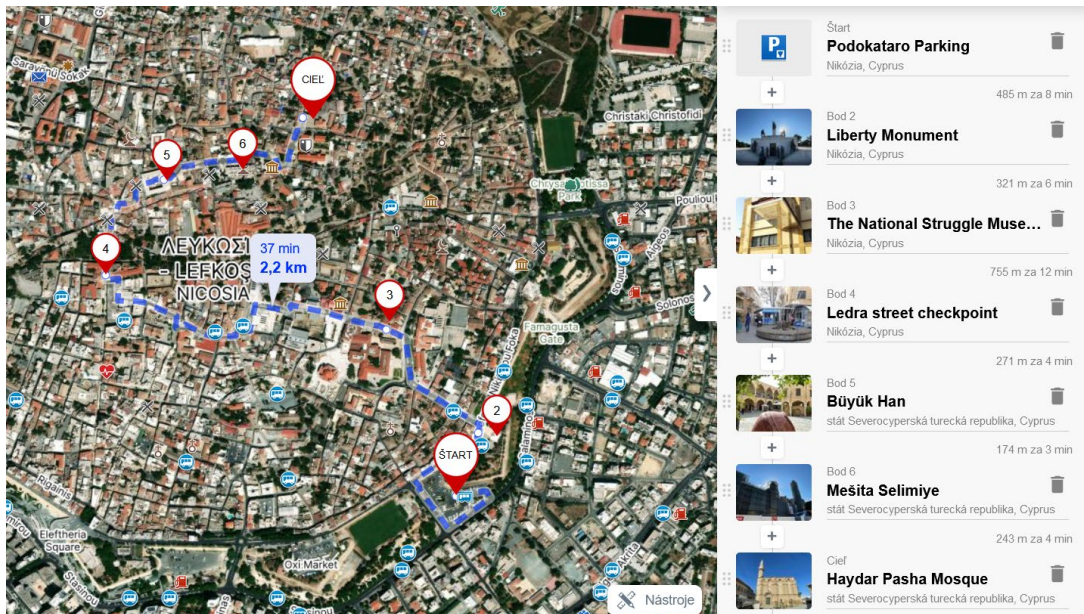 Saravönü Sokak
CIEĽ
Christaki Christofidi
5
6
Chrysaliniotissa
Park
4
ΛΕΥΚΩΣΙ
- LEFKOŞ
NICOSIA
37 min
2,2 km
3
Solonos
Famagusta
Gate
2
ŠTART
Rigainis
Eleftheria
Square
Oxi Market
Nástroje
Štart
Podokataro Parking
Nikózia, Cyprus
485 m za 8 min
Bod 2
Liberty Monument
Nikózia, Cyprus
321 m za 6 min
Bod 3
The National Struggle Muse…
Nikózia, Cyprus
755 m za 12 min
Bod 4
Ledra street checkpoint
Nikózia, Cyprus
271 m za 4 min
Bod 5
Büyük Han
stát Severocyperská turecká republika, Cyprus
174 m za 3 min
Bod 6
Mešita Selimiye
stát Severocyperská turecká republika, Cyprus
243 m za 4 min
Cieľ
Haydar Pasha Mosque
stát Severocyperská turecká republika, Cyprus